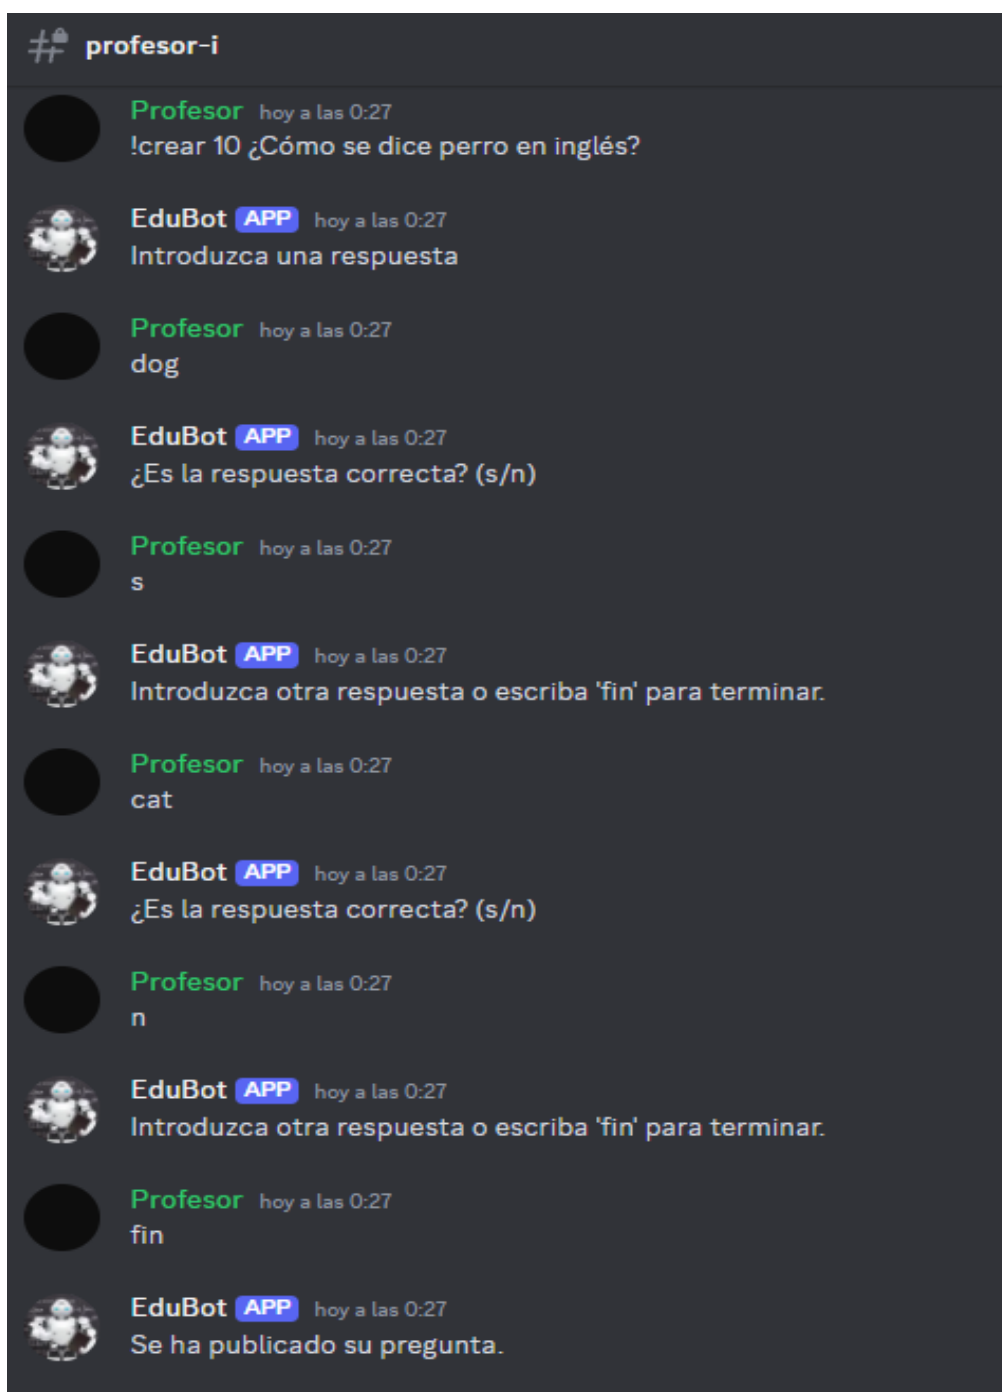 profesor-i
Profesor hoy a las 0:27
!crear 10 ¿Cómo se dice perro en inglés?
EduBot APP hoy a las 0:27
Introduzca una respuesta
Profesor hoy a las 0:27
dog
EduBot APP hoy a las 0:27
¿Es la respuesta correcta? (s/n)
Profesor hoy a las 0:27
s
EduBot APP hoy a las 0:27
Introduzca otra respuesta o escriba 'fin' para terminar.
Profesor hoy a las 0:27
cat
EduBot APP hoy a las 0:27
¿Es la respuesta correcta? (s/n)
Profesor hoy a las 0:27
n
EduBot APP hoy a las 0:27
Introduzca otra respuesta o escriba 'fin' para terminar.
Profesor hoy a las 0:27
fin
EduBot APP hoy a las 0:27
Se ha publicado su pregunta.